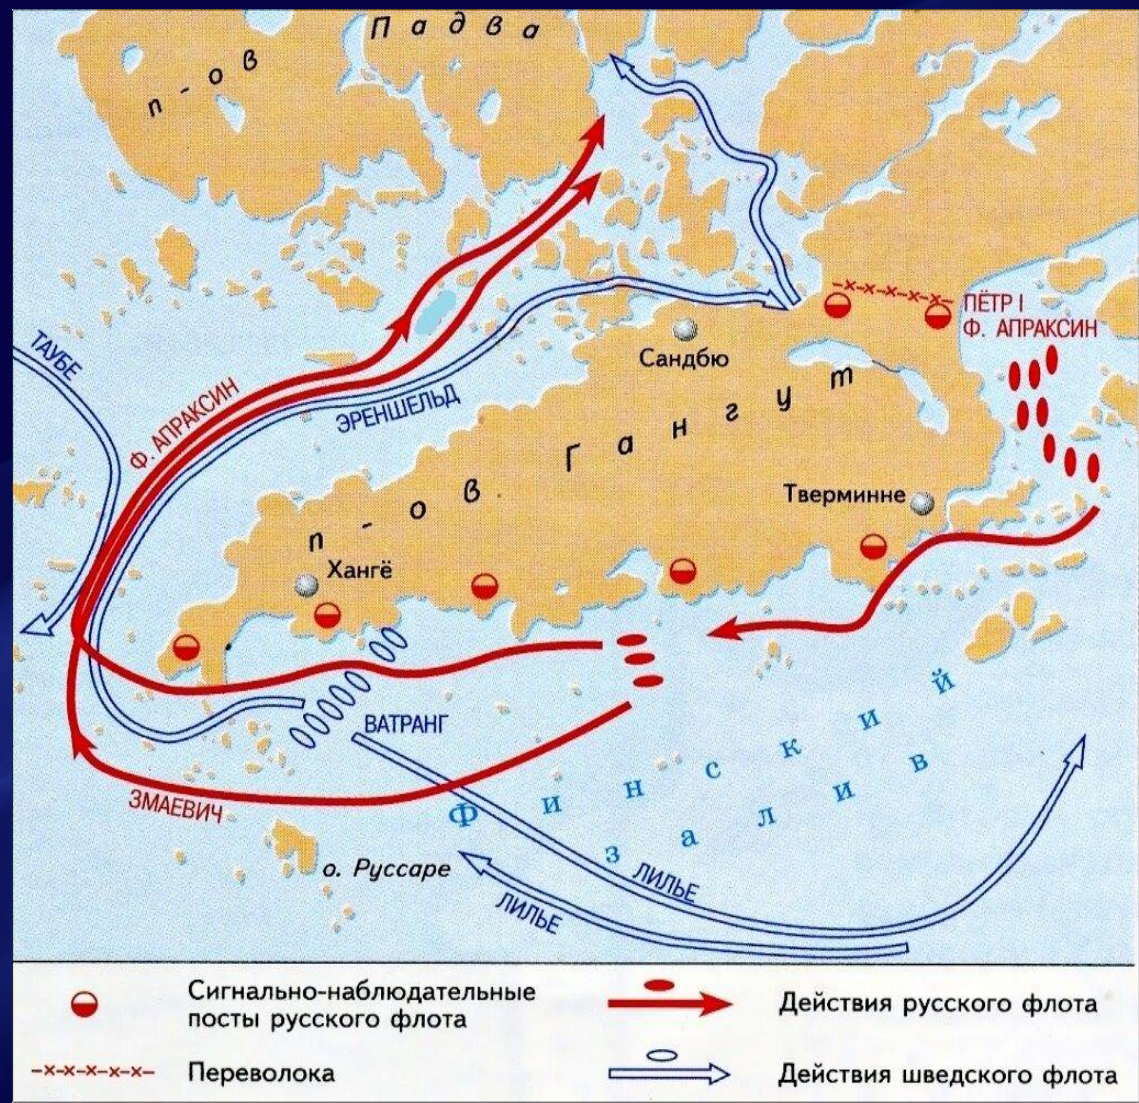 п-ов Падва
ТАУБЕ
Ф. АПРАКСИН
ЭРЕНШЕЛЬД
Сандбю
ПЁТР I
Ф. АПРАКСИН
п-ов Гангут
Тверминне
Хангё
ВАТРАНГ
ЗМАЕВИЧ
Финский
залив
о. Руссаре
ЛИЛЬЕ
ЛИЛЬЕ
Сигнально-наблюдательные
посты русского флота
Переволока
Действия русского флота
Действия шведского флота